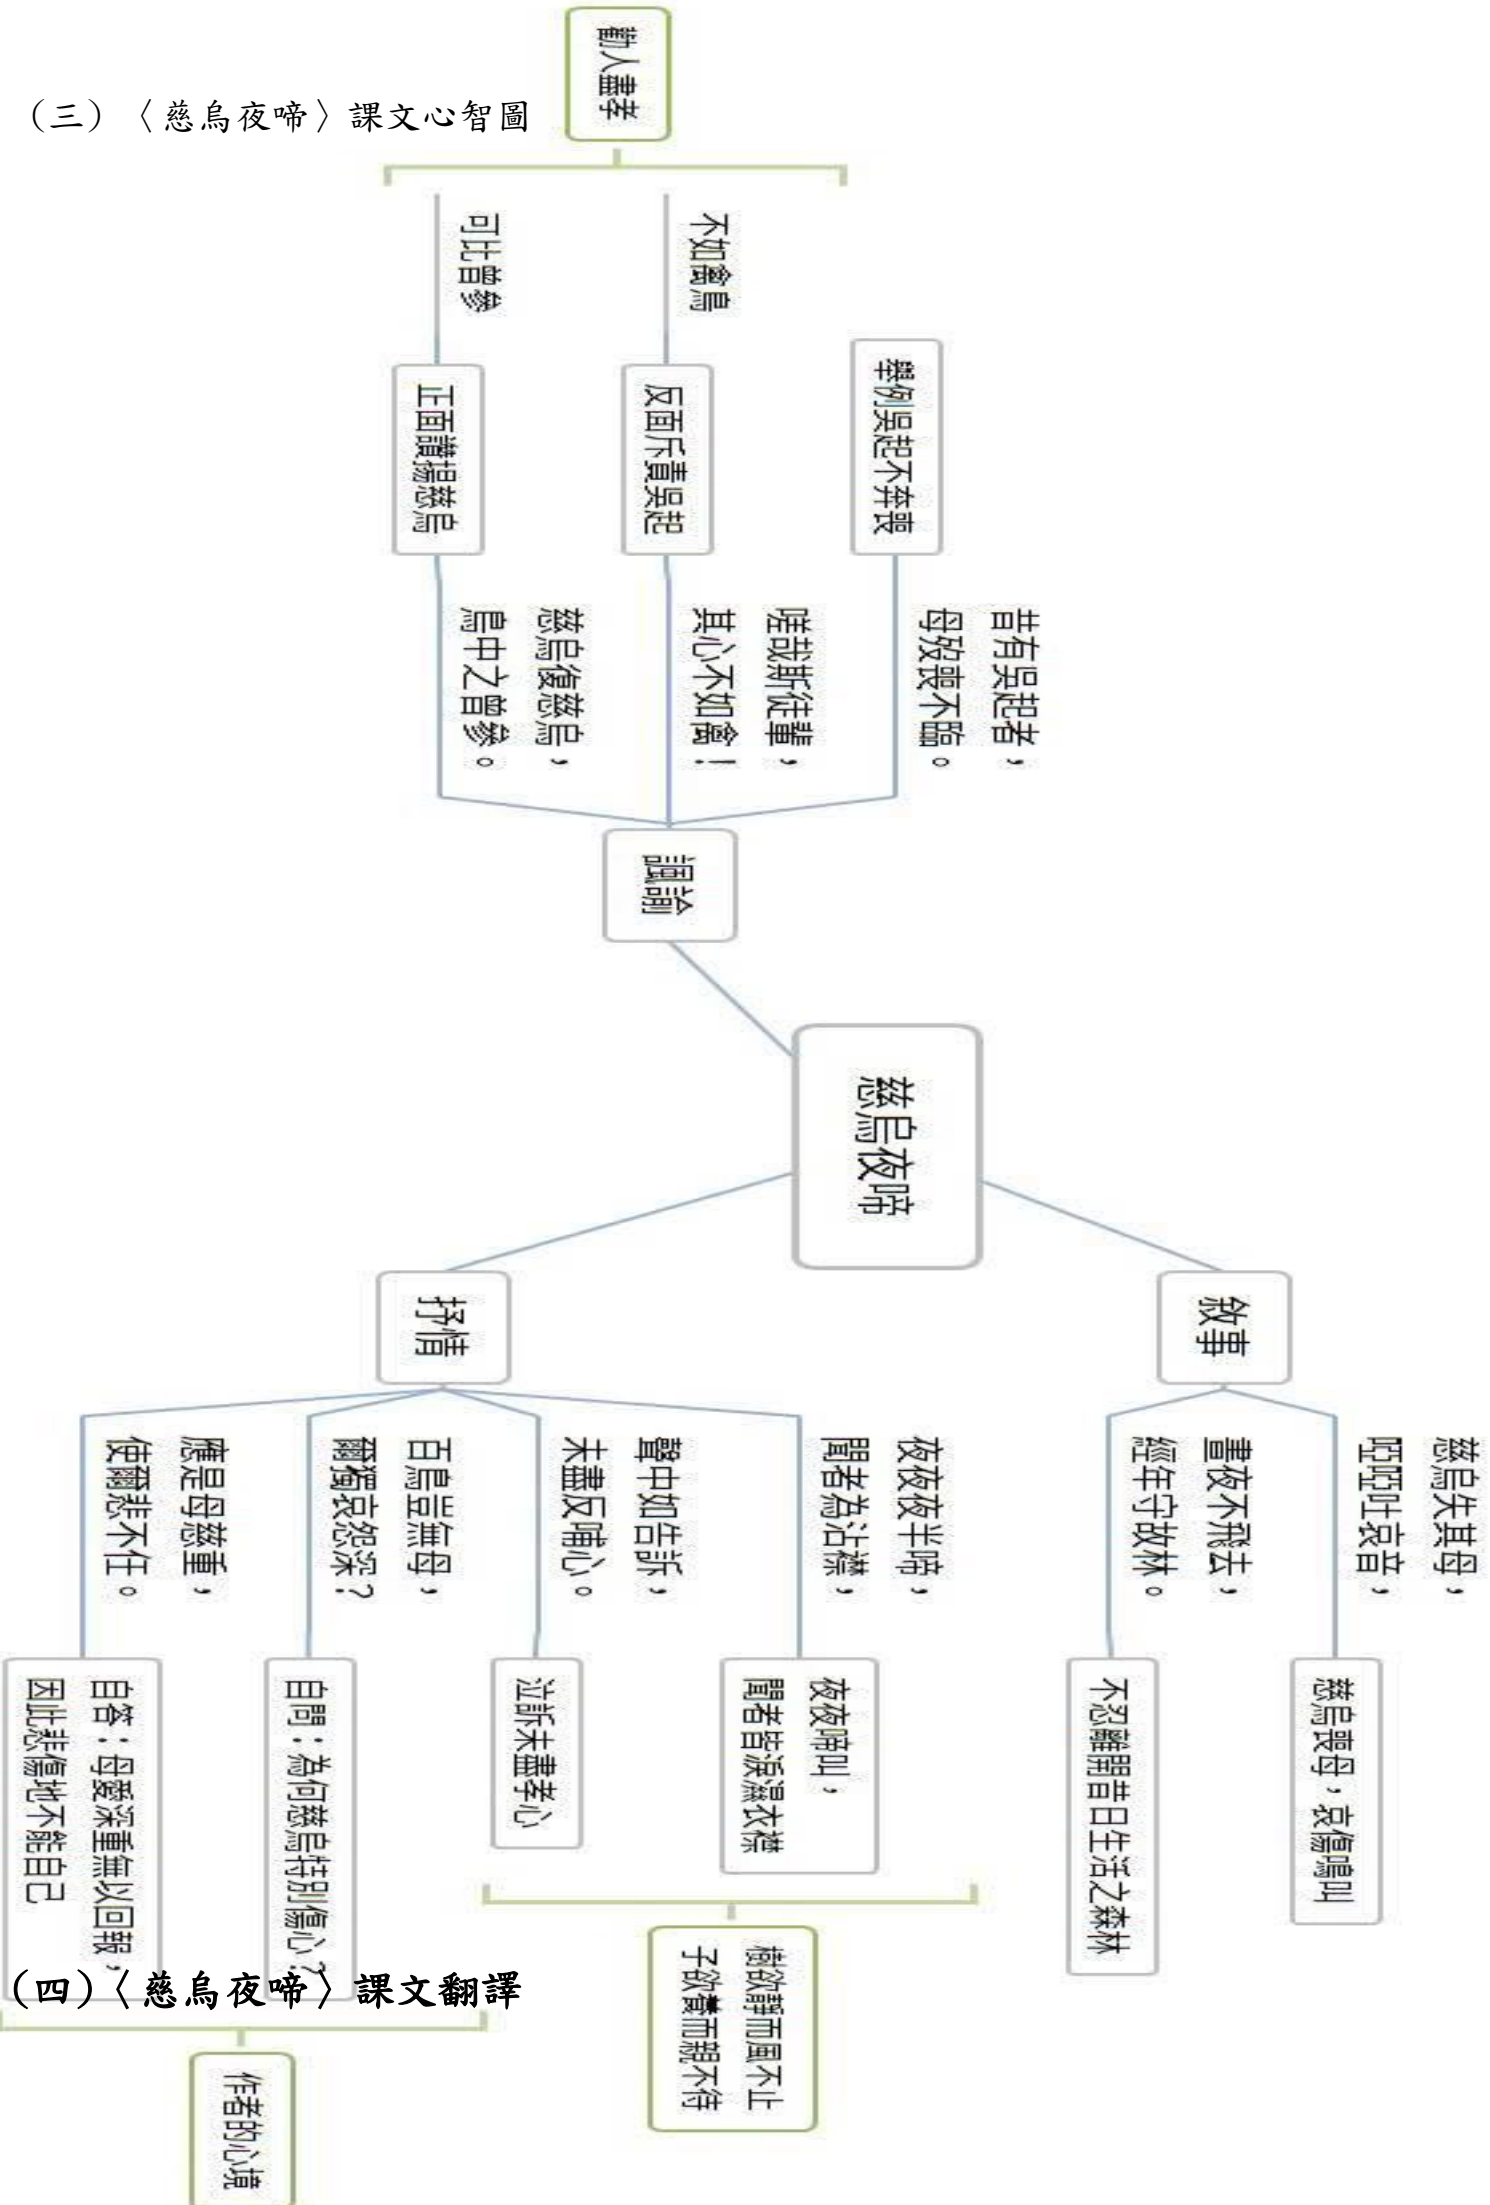 (三)〈慈烏夜啼〉課文心智圖
慈烏夜啼
敘事
慈烏失其母，
啞啞吐哀音，
慈烏喪母，哀傷鳴叫
晝夜不飛去，
經年守故林。
不忍離開昔日生活之森林
抒情
夜夜夜半啼，
聞者為沾襟，
夜夜啼叫，
聞者皆淚濕衣襟
聲中如告訴，
未盡反哺心。
泣訴未盡孝心
樹欲靜而風不止
子欲養而親不待
百鳥豈無母，
爾獨哀怨深？
自問：為何慈烏特別傷心？
應是母慈重，
使爾悲不任。
自答：母愛深重無以回報，
因此悲傷地不能自己
作者的心境
諷諭
昔有吳起者，
母歿喪不臨。
舉例吳起不奔喪
嗟哉斯徒輩，
其心不如禽！
反面斥責吳起
不如禽鳥
慈烏復慈烏，
鳥中之曾參。
正面讚揚慈烏
可比曾參
勸人盡孝
(四)〈慈烏夜啼〉課文翻譯